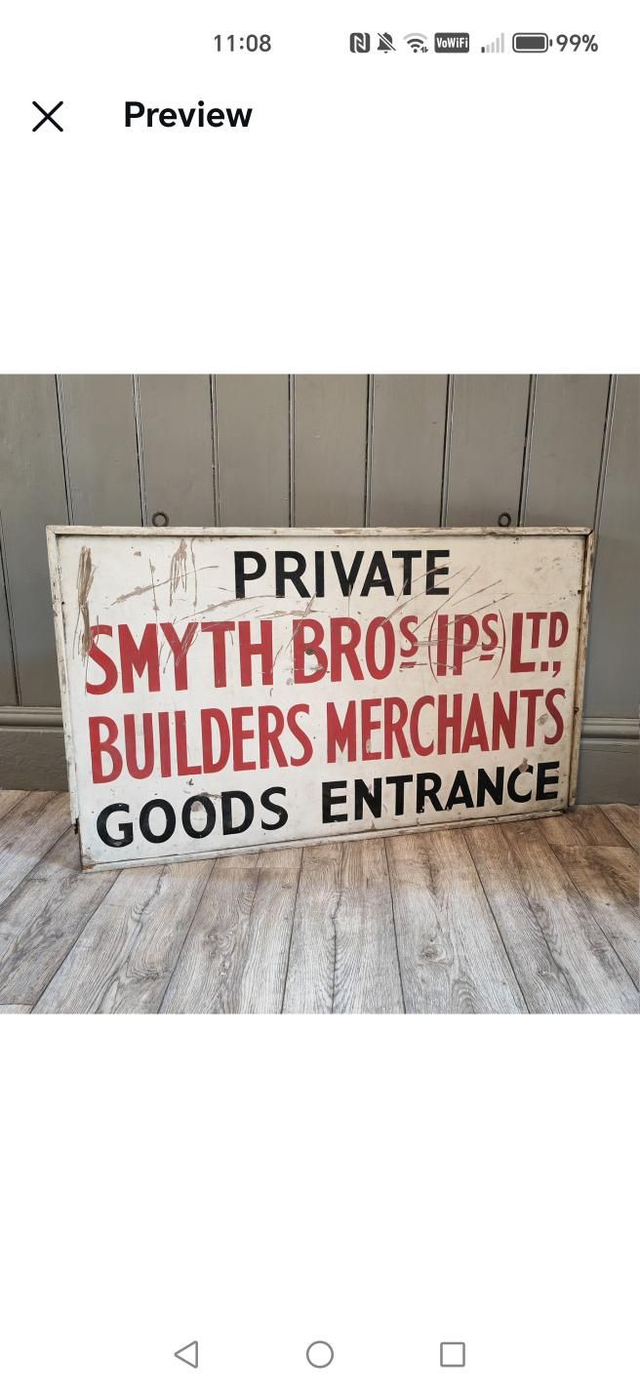 11:08 VoWiFi 99%
Preview
PRIVATE
SMYTH BROS (IPS) LTD.,
BUILDERS MERCHANTS
GOODS ENTRANCE